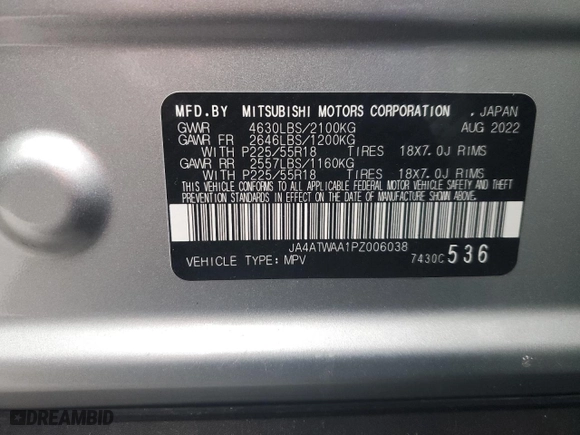 MFD.BY MITSUBISHI MOTORS CORPORATION , JAPAN
GVWR 4630LBS/2100KG AUG 2022
GAWR FR 2646LBS/1200KG
WITH P225/55R18 TIRES 18X7.0J RIMS
GAWR RR 2557LBS/1160KG
WITH P225/55R18 TIRES 18X7.0J RIMS
THIS VEHICLE CONFORMS TO ALL APPLICABLE FEDERAL MOTOR VEHICLE SAFETY AND THEFT
PREVENTION STANDARDS IN EFFECT ON THE DATE OF MANUFACTURE SHOWN ABOVE.
JA4ATWAA1PZ006038
VEHICLE TYPE: MPV 7430C 536
DREAMBID